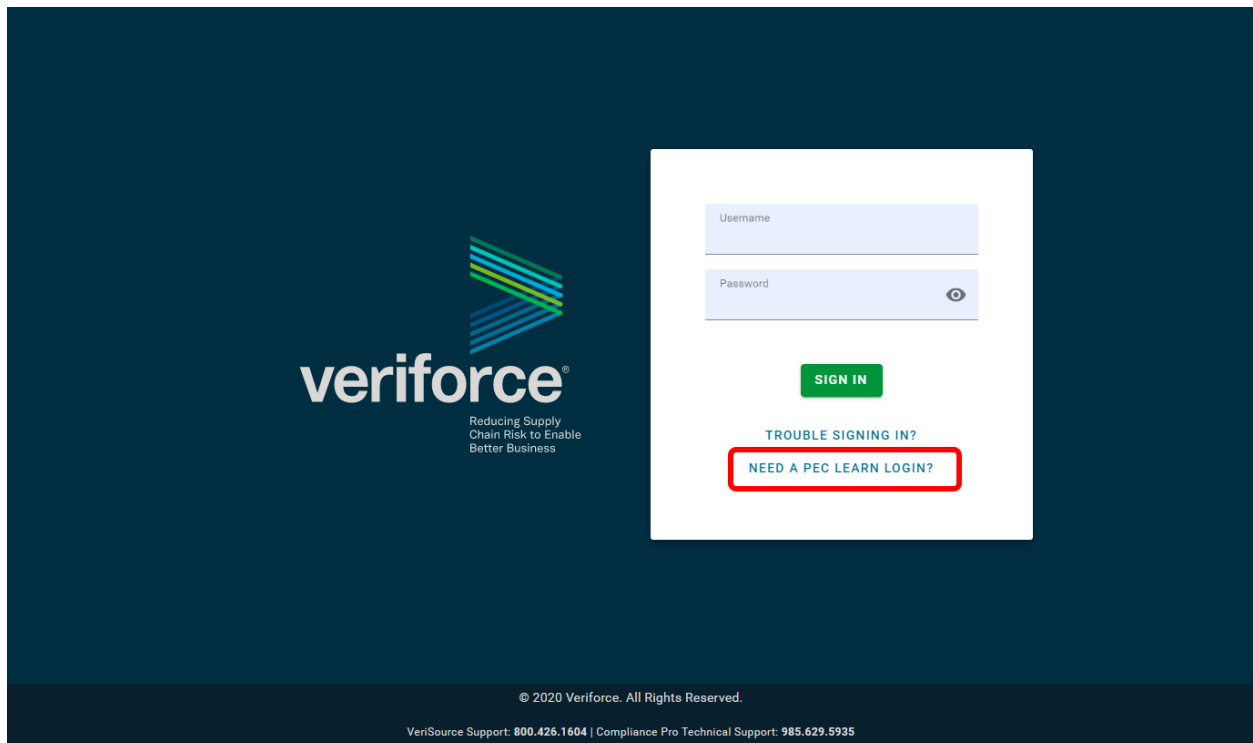 veriforce®
Reducing Supply
Chain Risk to Enable
Better Business
Username
Password
SIGN IN
TROUBLE SIGNING IN?
NEED A PEC LEARN LOGIN?
© 2020 Veriforce. All Rights Reserved.
VeriSource Support: 800.426.1604 | Compliance Pro Technical Support: 985.629.5935